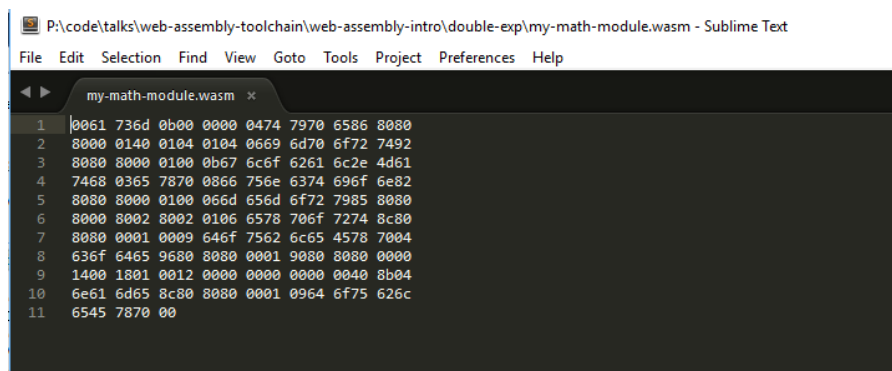 P:\code\talks\web-assembly-toolchain\web-assembly-intro\double-exp\my-math-module.wasm - Sublime Text
File Edit Selection Find View Goto Tools Project Preferences Help
my-math-module.wasm ×
1 0061 736d 0b00 0000 0474 7970 6586 8080
2 8000 0140 0104 0104 0669 6d70 6f72 7492
3 8080 8000 0100 0b67 6c6f 6261 6c2e 4d61
4 7468 0365 7870 0866 756e 6374 696f 6e82
5 8080 8000 0100 066d 656d 6f72 7985 8080
6 8000 8002 8002 0106 6578 706f 7274 8c80
7 8080 0001 0009 646f 7562 6c65 4578 7004
8 636f 6465 9680 8080 0001 9080 8080 0000
9 1400 1801 0012 0000 0000 0000 0040 8b04
10 6e61 6d65 8c80 8080 0001 0964 6f75 626c
11 6545 7870 00